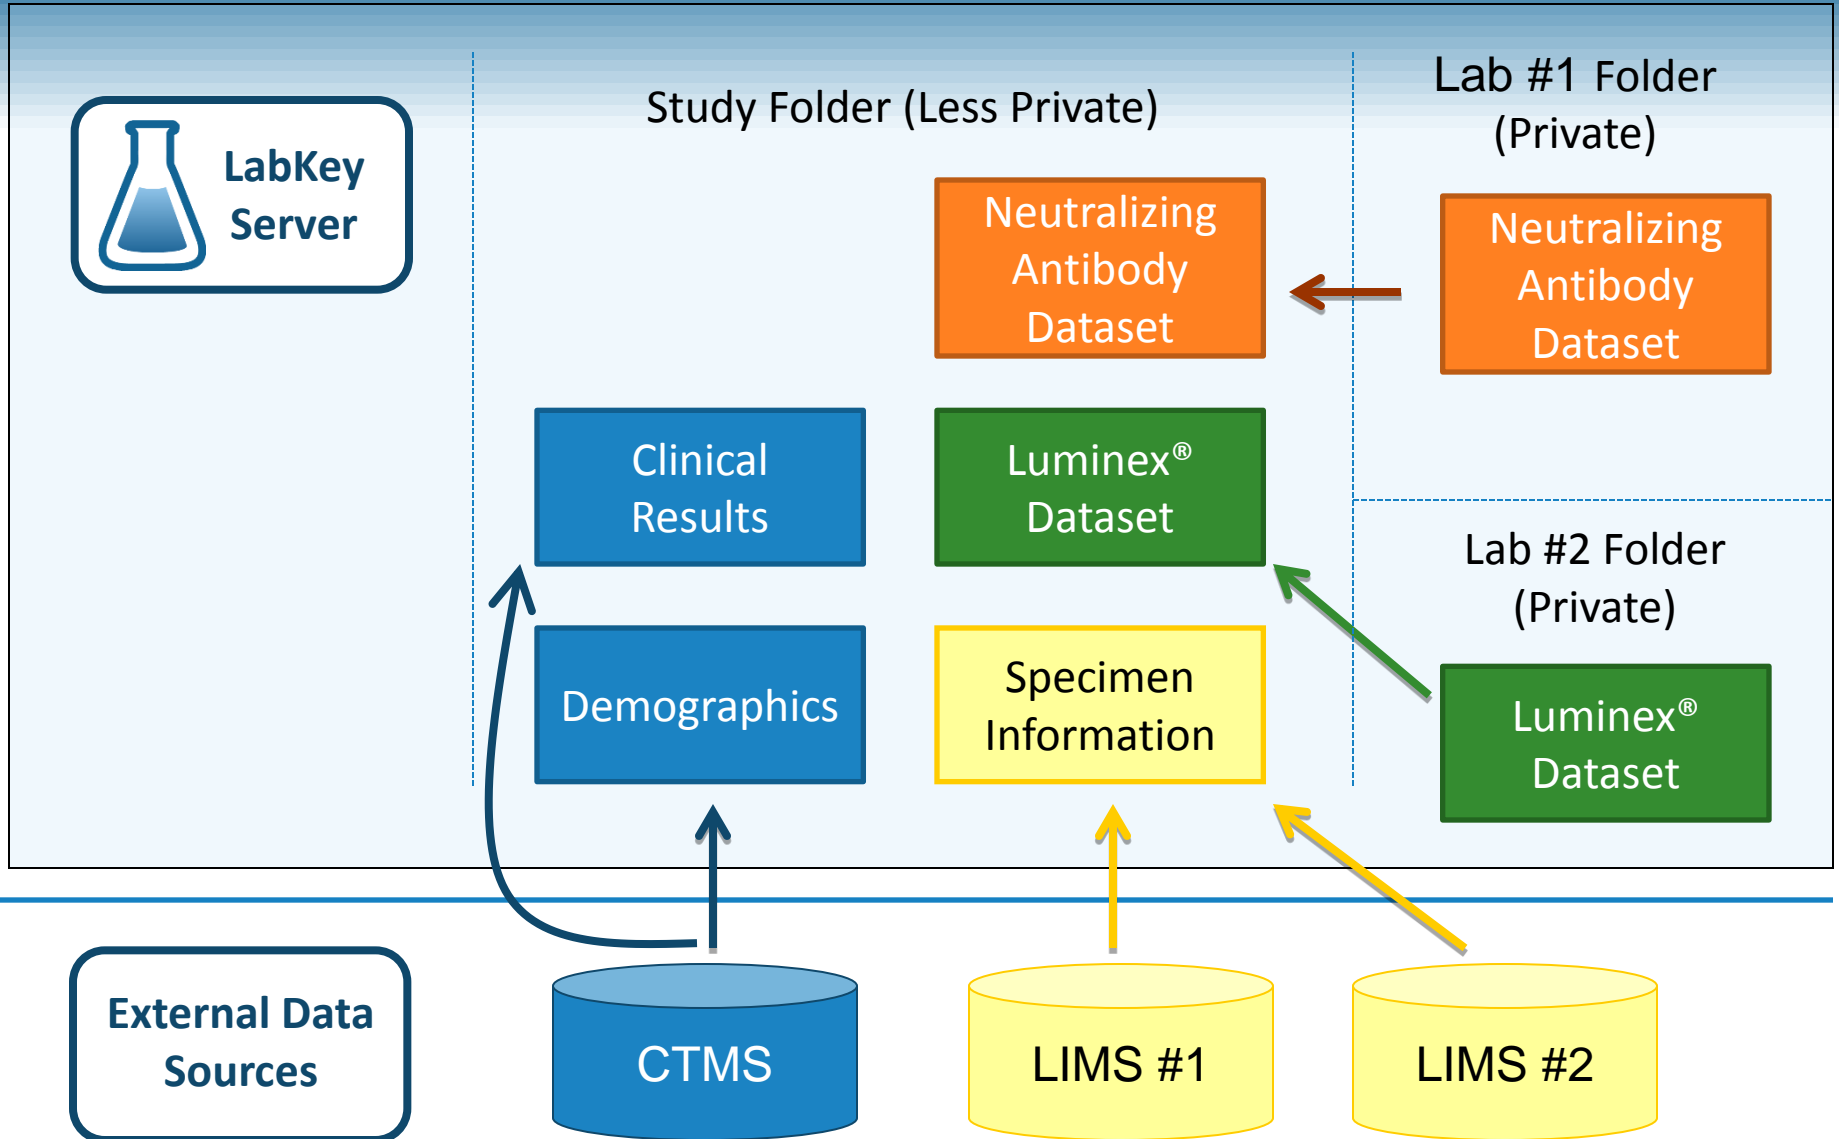 LabKey
Server
Study Folder (Less Private)
Lab #1 Folder
(Private)
Neutralizing
Antibody
Dataset
Neutralizing
Antibody
Dataset
Clinical
Results
Luminex®
Dataset
Lab #2 Folder
(Private)
Demographics
Specimen
Information
Luminex®
Dataset
External Data
Sources
CTMS
LIMS #1
LIMS #2